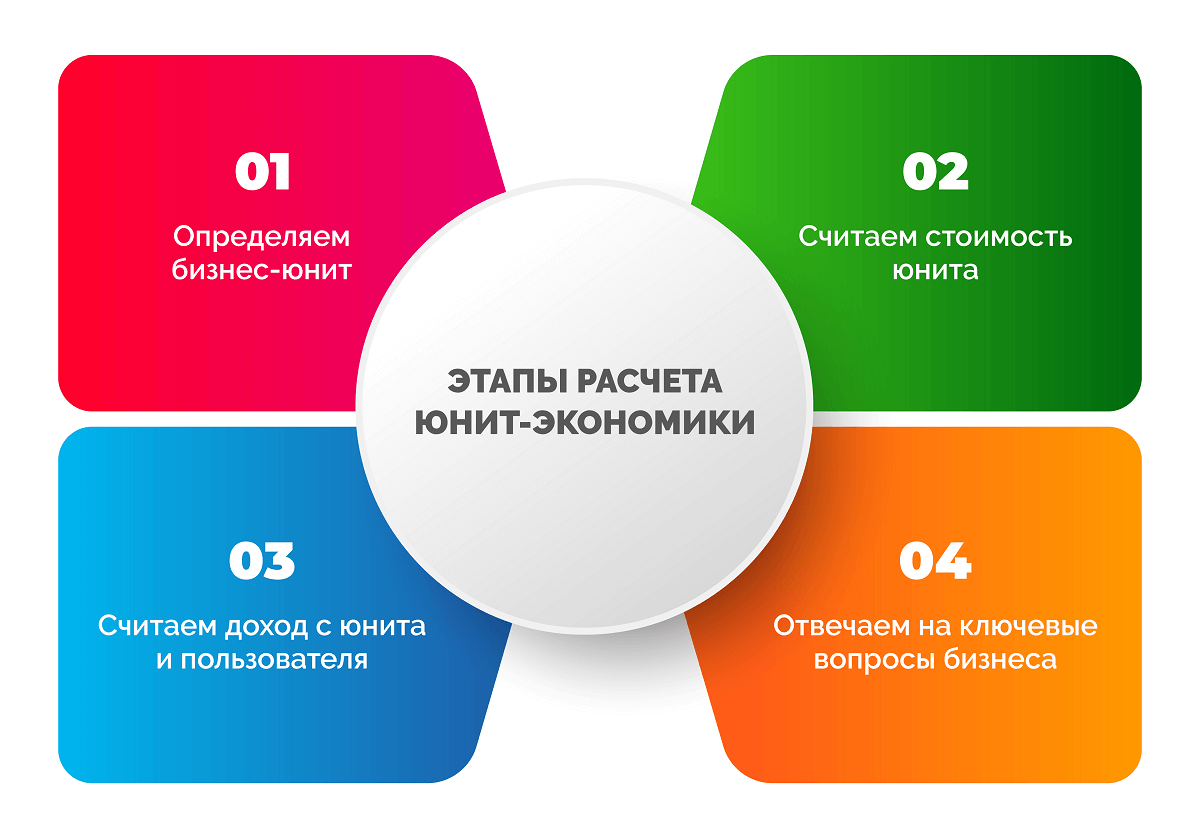 01
Определяем
бизнес-юнит
02
Считаем стоимость
юнита
ЭТАПЫ РАСЧЕТА
ЮНИТ-ЭКОНОМИКИ
03
Считаем доход с юнита
и пользователя
04
Отвечаем на ключевые
вопросы бизнеса